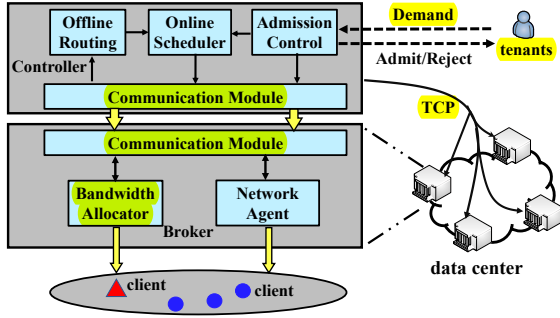 Offline
Routing
Online
Scheduler
Admission
Control
Demand
tenants
Admit/Reject
Controller
Communication Module
TCP
Communication Module
Bandwidth
Allocator
Network
Agent
Broker
data center
client
client